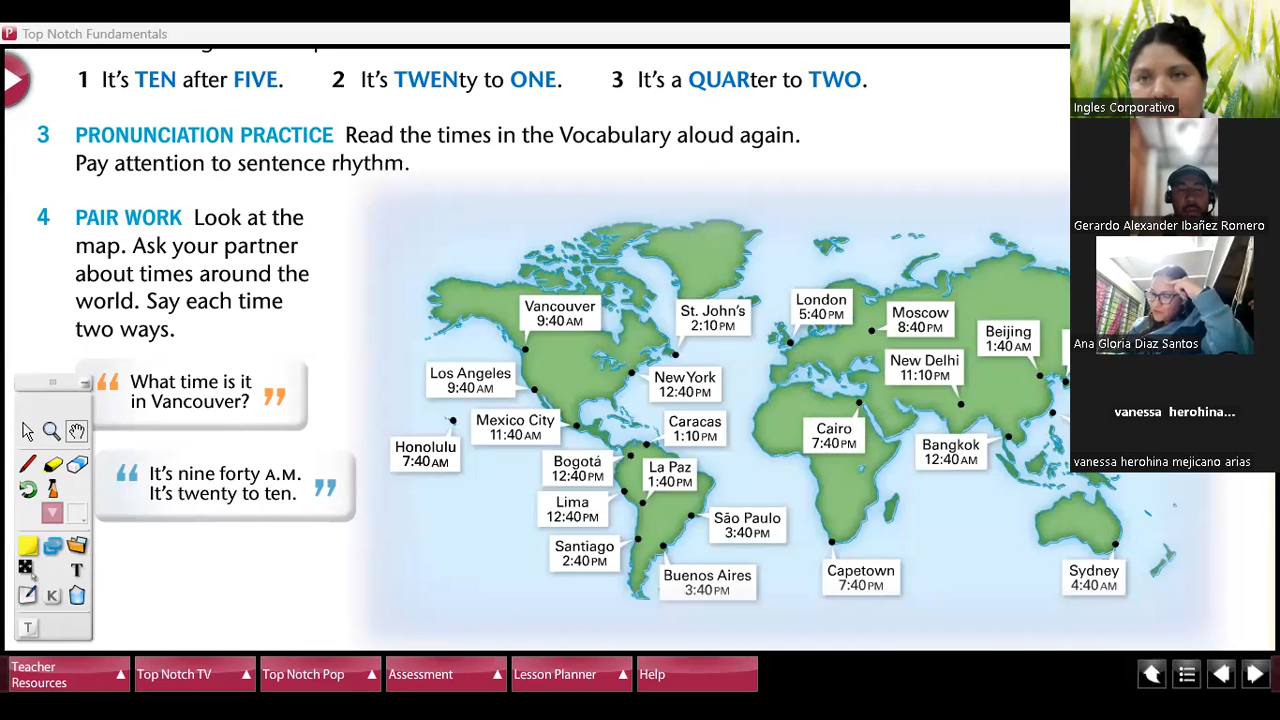 Top Notch Fundamentals
1 It's TEN after FIVE. 2 It's TWENty to ONE. 3 It's a QUARter to TWO.
3 PRONUNCIATION PRACTICE Read the times in the Vocabulary aloud again.
Pay attention to sentence rhythm.
4 PAIR WORK Look at the
map. Ask your partner
about times around the
world. Say each time
two ways.
“ What time is it
in Vancouver? ”
“ It's nine forty A.M.
It's twenty to ten. ”
Vancouver
9:40 AM
St. John's
2:10 PM
London
5:40 PM
Moscow
8:40 PM
Beijing
1:40 AM
Los Angeles
9:40 AM
New York
12:40 PM
New Delhi
11:10 PM
Honolulu
7:40 AM
Mexico City
11:40 AM
Caracas
1:10 PM
Cairo
7:40 PM
Bangkok
12:40 AM
Bogotá
12:40 PM
La Paz
1:40 PM
Lima
12:40 PM
São Paulo
3:40 PM
Santiago
2:40 PM
Buenos Aires
3:40 PM
Capetown
7:40 PM
Sydney
4:40 AM
T
K
T
Teacher
Resources
Top Notch TV
Top Notch Pop
Assessment
Lesson Planner
Help
Ingles Corporativo
Gerardo Alexander Ibañez Romero
Ana Gloria Diaz Santos
vanessa herohina...
vanessa herohina mejicano arias